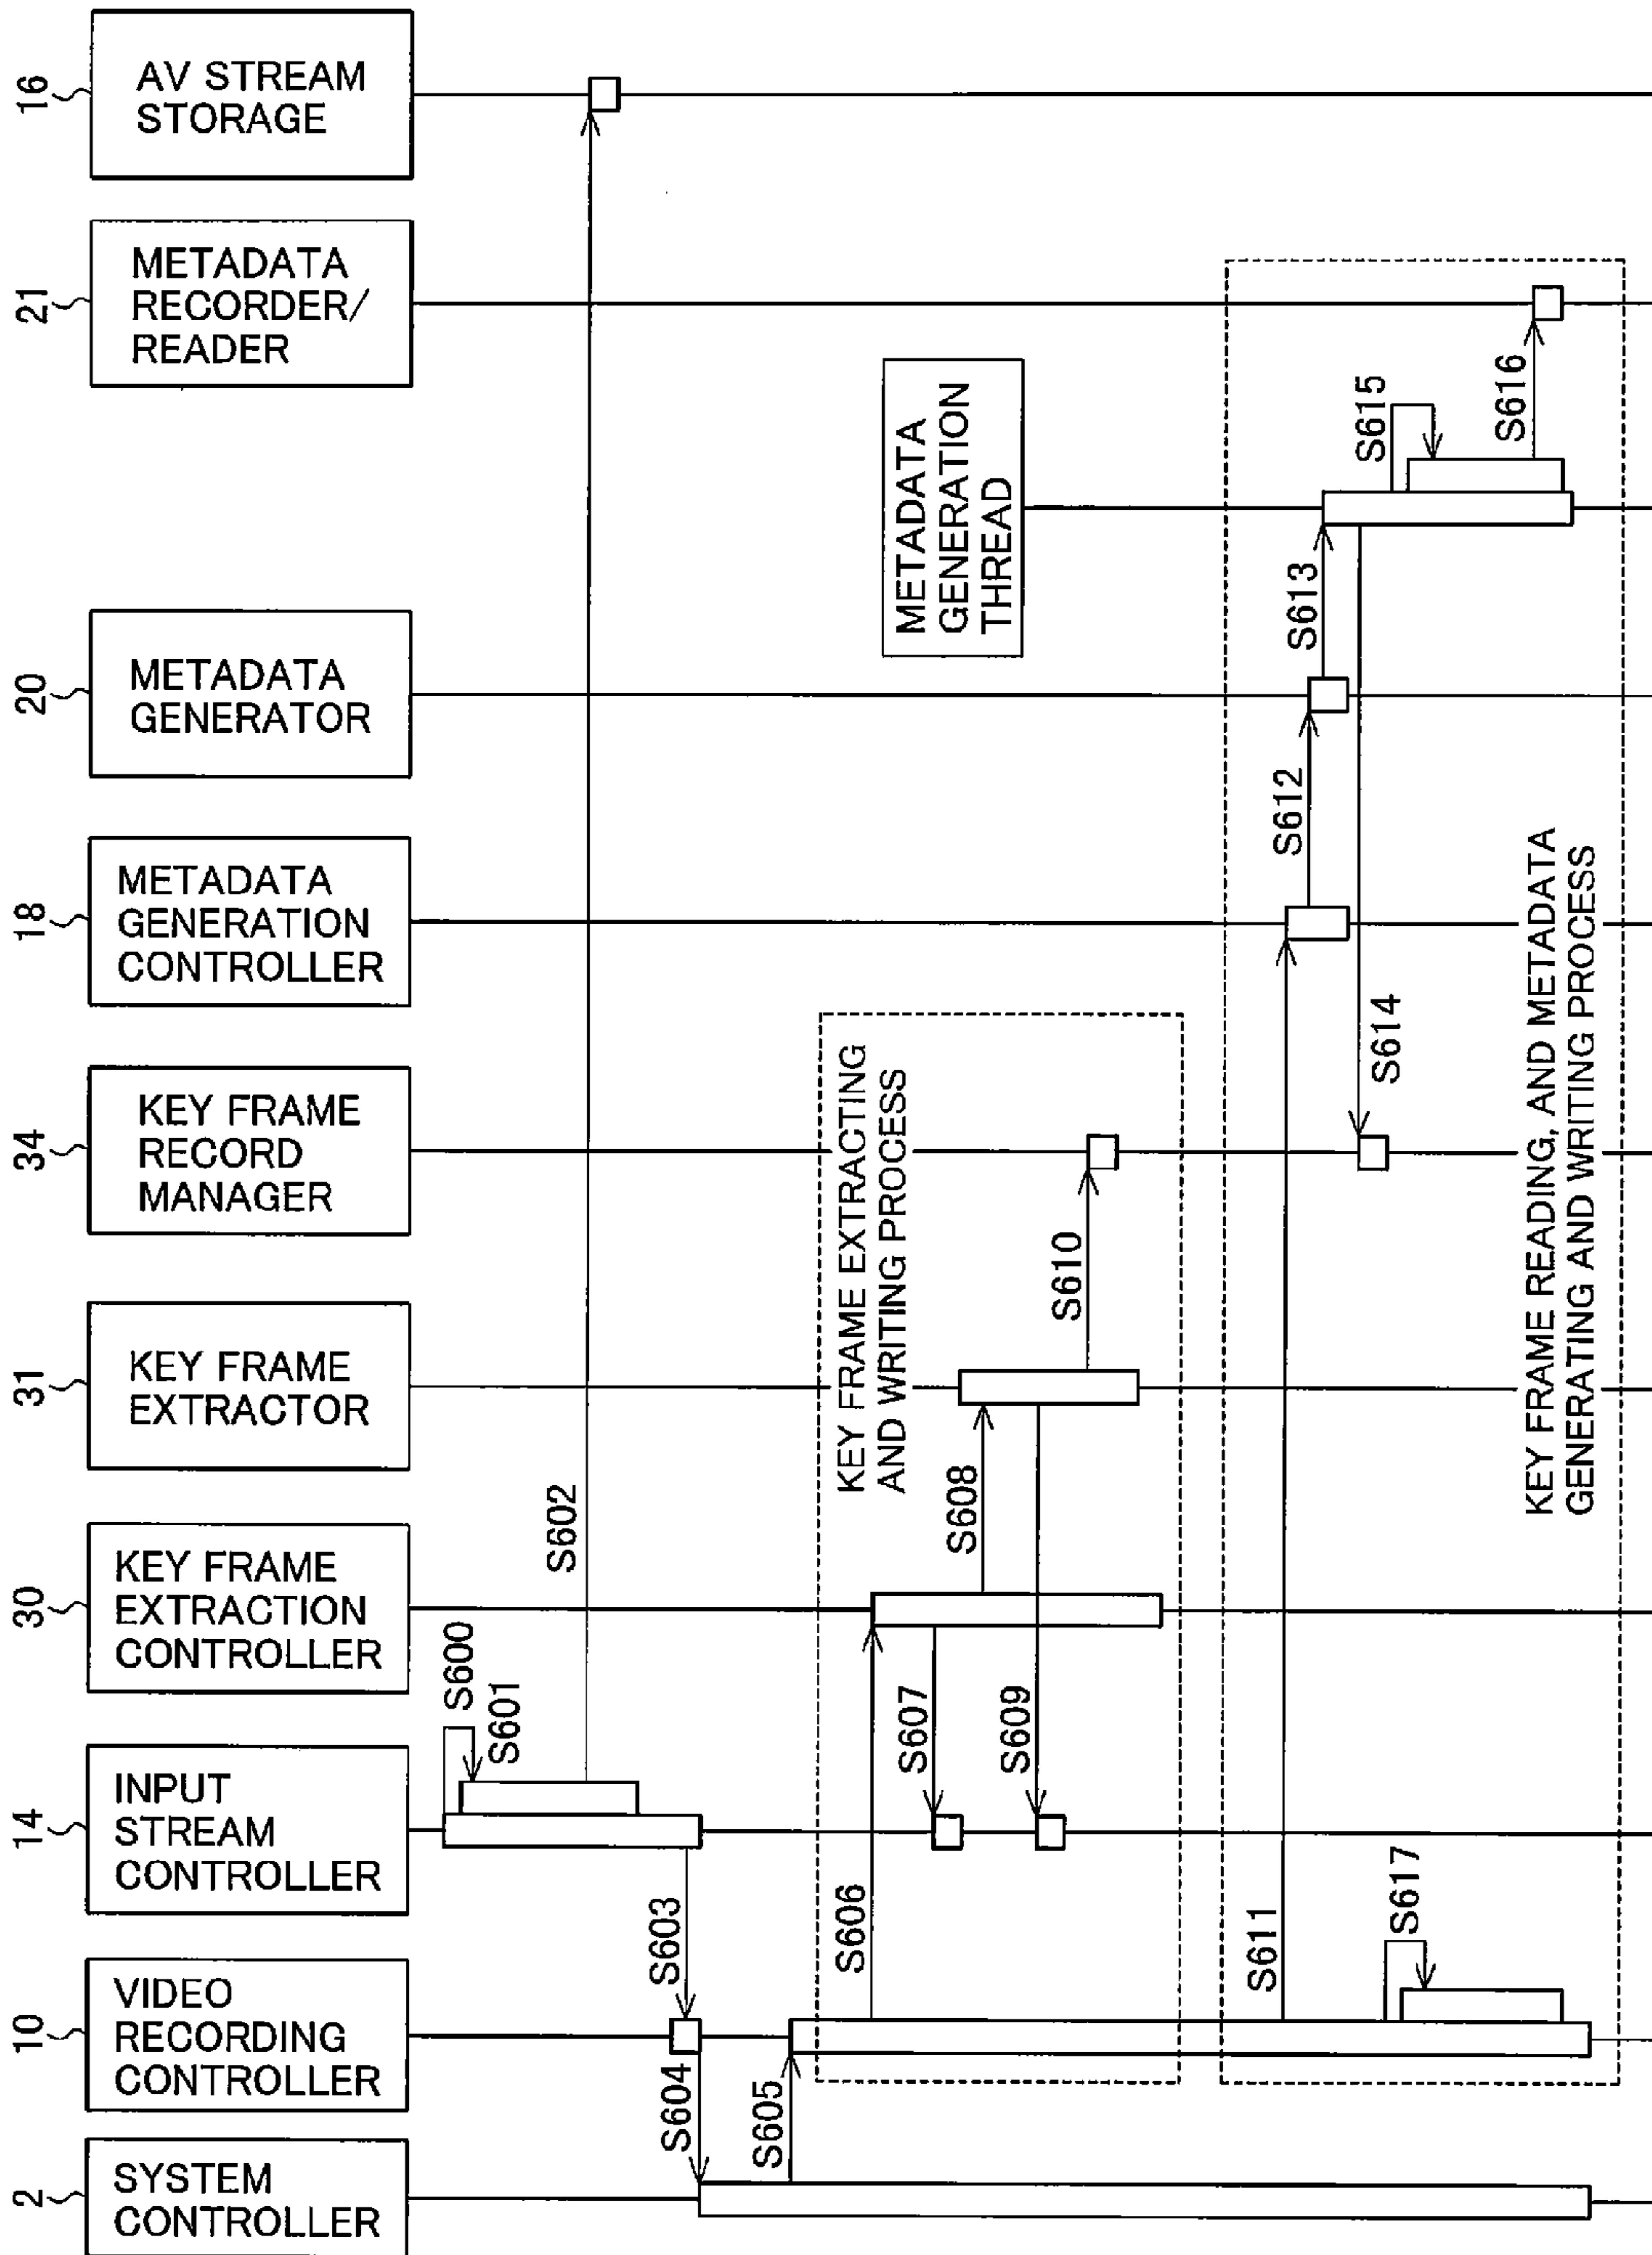 16
AV STREAM
STORAGE
21
METADATA
RECORDER/
READER
METADATA
GENERATION
THREAD
20
METADATA
GENERATOR
18
METADATA
GENERATION
CONTROLLER
34
KEY FRAME
RECORD
MANAGER
31
KEY FRAME
EXTRACTOR
30
KEY FRAME
EXTRACTION
CONTROLLER
14
INPUT
STREAM
CONTROLLER
10
VIDEO
RECORDING
CONTROLLER
2
SYSTEM
CONTROLLER
S600
S601
S602
S603
S604
S605
KEY FRAME EXTRACTING
AND WRITING PROCESS
S606
S607
S608
S609
S610
KEY FRAME READING, AND METADATA
GENERATING AND WRITING PROCESS
S611
S612
S613
S614
S615
S616
S617